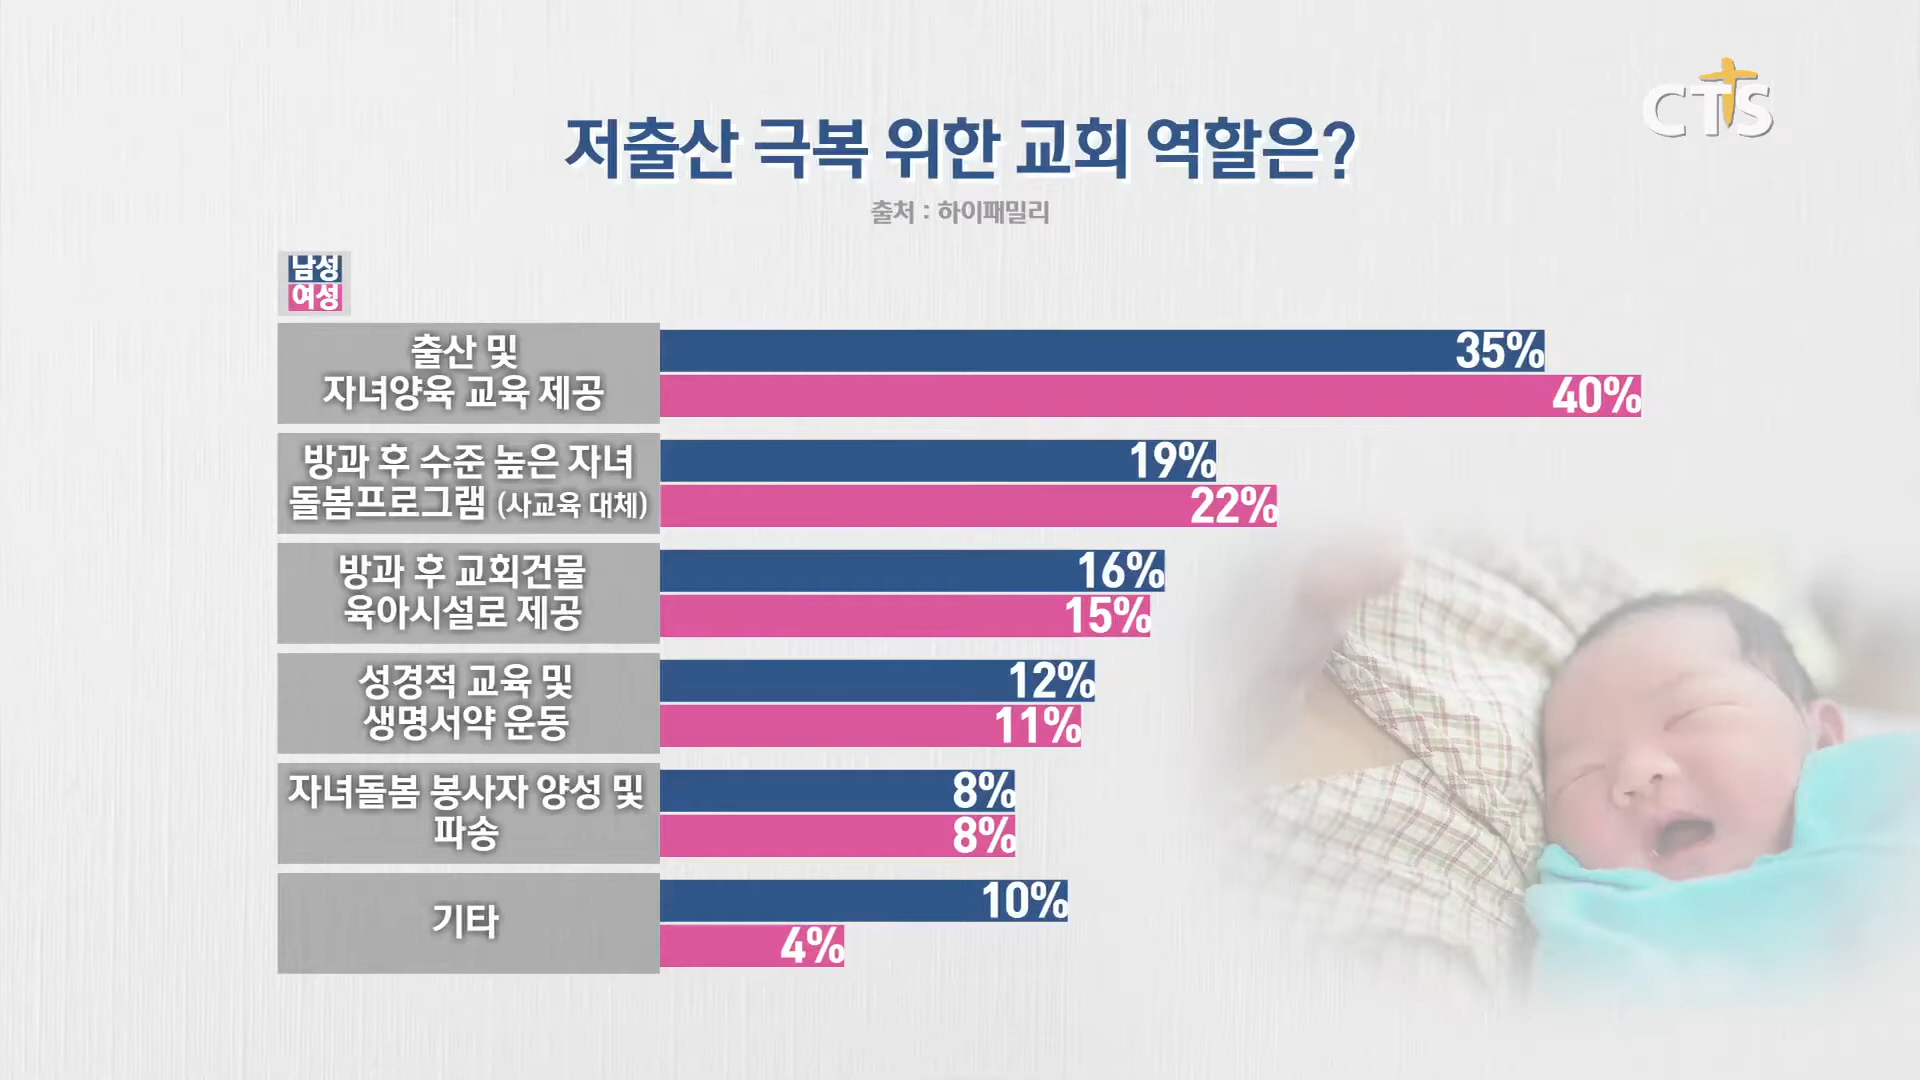 CTS
저출산 극복 위한 교회 역할은?
출처 : 하이패밀리
남성
여성
출산 및
자녀양육 교육 제공
35%
40%
방과 후 수준 높은 자녀
돌봄프로그램 (사교육 대체)
19%
22%
방과 후 교회건물
육아시설로 제공
16%
15%
성경적 교육 및
생명서약 운동
12%
11%
자녀돌봄 봉사자 양성 및
파송
8%
8%
기타
10%
4%